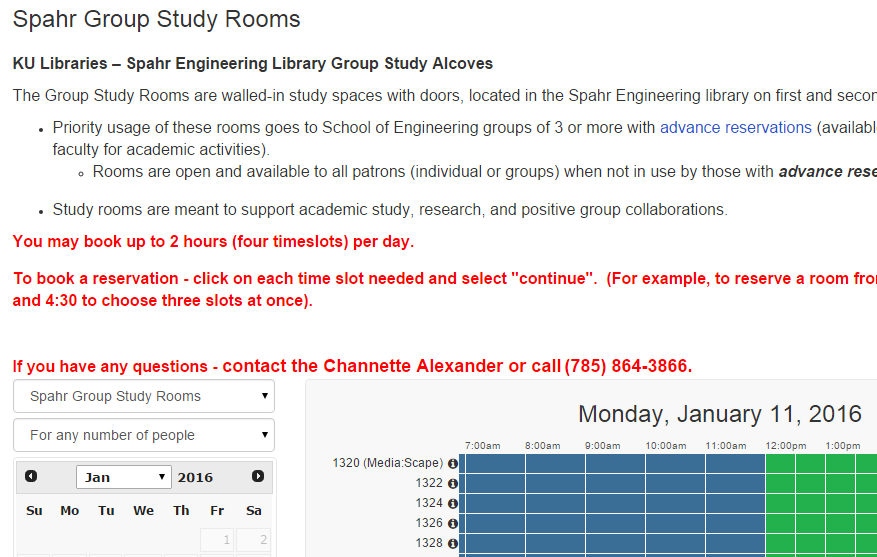 Spahr Group Study Rooms
KU Libraries – Spahr Engineering Library Group Study Alcoves
The Group Study Rooms are walled-in study spaces with doors, located in the Spahr Engineering library on first and secon
Priority usage of these rooms goes to School of Engineering groups of 3 or more with advance reservations (availabl
faculty for academic activities).
Rooms are open and available to all patrons (individual or groups) when not in use by those with advance rese
Study rooms are meant to support academic study, research, and positive group collaborations.
You may book up to 2 hours (four timeslots) per day.
To book a reservation - click on each time slot needed and select "continue". (For example, to reserve a room from
and 4:30 to choose three slots at once).
If you have any questions - contact the Channette Alexander or call (785) 864-3866.
Spahr Group Study Rooms
For any number of people
Jan 2016
Su Mo Tu We Th Fr Sa
1 2
Monday, January 11, 2016
7:00am 8:00am 9:00am 10:00am 11:00am 12:00pm 1:00pm
1320 (Media:Scape)
1322
1324
1326
1328